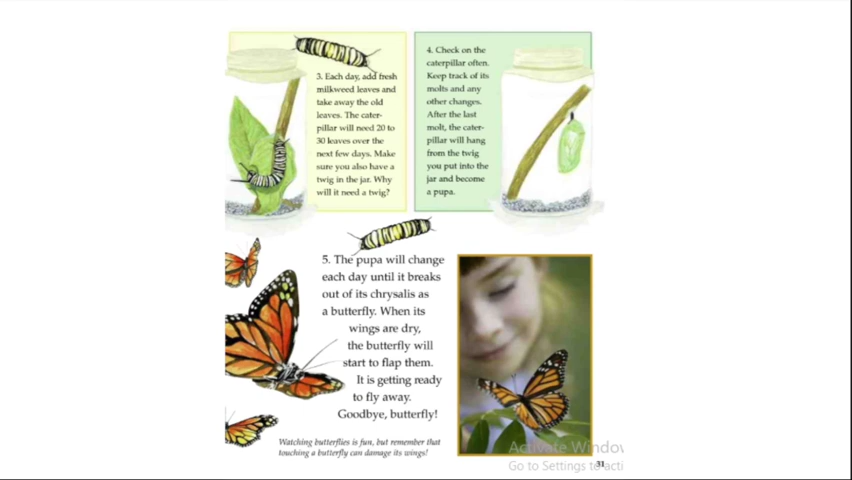 3. Each day, add fresh
milkweed leaves and
take away the old
leaves. The cater-
pillar will need 20 to
30 leaves over the
next few days. Make
sure you also have a
twig in the jar. Why
will it need a twig?
4. Check on the
caterpillar often.
Keep track of its
molts and any
other changes.
After the last
molt, the cater-
pillar will hang
from the twig
you put into the
jar and become
a pupa.
5. The pupa will change
each day until it breaks
out of its chrysalis as
a butterfly. When its
wings are dry,
the butterfly will
start to flap them.
It is getting ready
to fly away.
Goodbye, butterfly!
Watching butterflies is fun, but remember that
touching a butterfly can damage its wings!
Activate Window
Go to Settings to acti
31